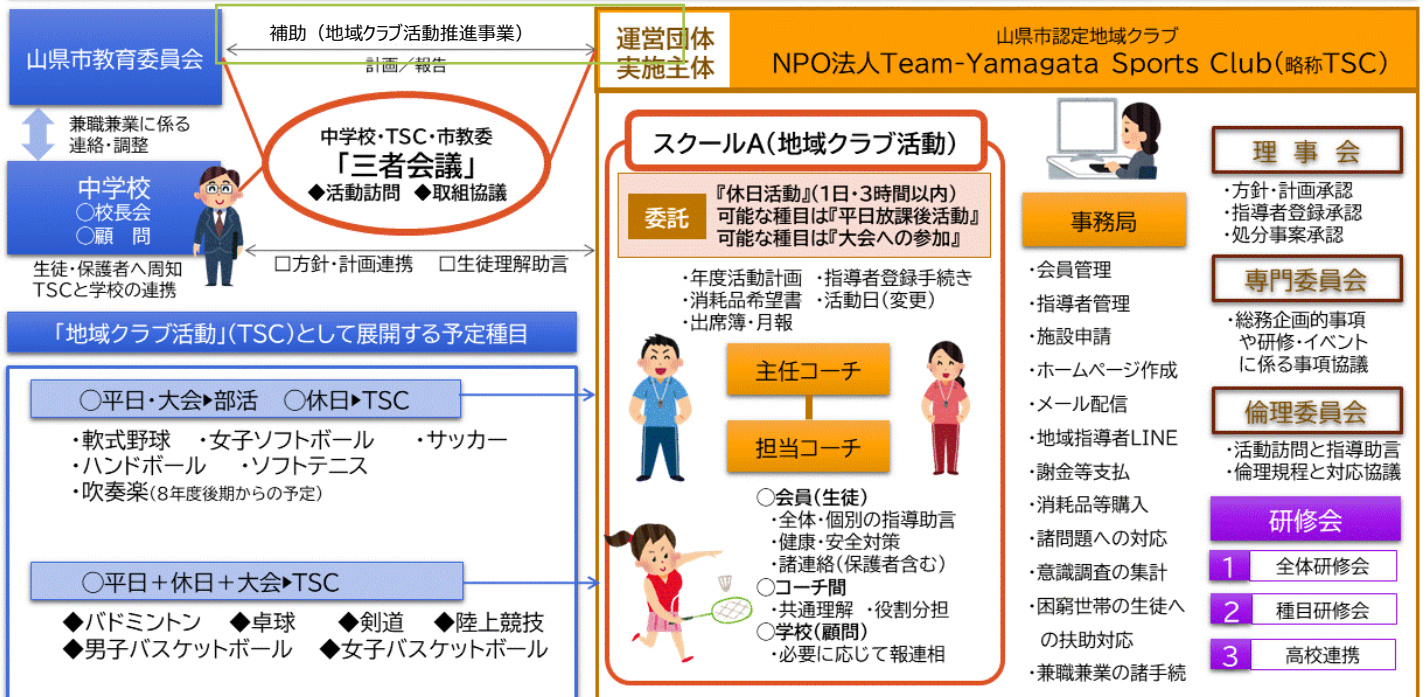 山県市教育委員会
補助（地域クラブ活動推進事業）
計画／報告
兼職兼業に係る
連絡・調整
中学校・TSC・市教委
「三者会議」
◆活動訪問　◆取組協議
中学校
○校長会
○顧　問
□方針・計画連携　□生徒理解助言
生徒・保護者へ周知
TSCと学校の連携
「地域クラブ活動」(TSC)として展開する予定種目
○平日・大会▶部活　○休日▶TSC
・軟式野球　・女子ソフトボール　・サッカー
・ハンドボール　・ソフトテニス
・吹奏楽(8年度後期からの予定)
○平日＋休日＋大会▶TSC
◆バドミントン　◆卓球　◆剣道　◆陸上競技
◆男子バスケットボール　◆女子バスケットボール
運営団体
実施主体
山県市認定地域クラブ
NPO法人Team-Yamagata Sports Club(略称TSC)
スクールA(地域クラブ活動)
委託
『休日活動』(1日・3時間以内)
可能な種目は『平日放課後活動』
可能な種目は『大会への参加』
・年度活動計画　・指導者登録手続き
・消耗品希望書　・活動日(変更)
・出席簿・月報
主任コーチ
担当コーチ
○会員(生徒)
・全体・個別の指導助言
・健康・安全対策
・諸連絡(保護者含む)
○コーチ間
・共通理解　・役割分担
○学校(顧問)
・必要に応じて報連相
事務局
・会員管理
・指導者管理
・施設申請
・ホームページ作成
・メール配信
・地域指導者LINE
・謝金等支払
・消耗品等購入
・諸問題への対応
・意識調査の集計
・困窮世帯の生徒へ
の扶助対応
・兼職兼業の諸手続
理事会
・方針・計画承認
・指導者登録承認
・処分事案承認
専門委員会
・総務企画的事項
や研修・イベント
に係る事項協議
倫理委員会
・活動訪問と指導助言
・倫理規程と対応協議
研修会
1 全体研修会
2 種目研修会
3 高校連携